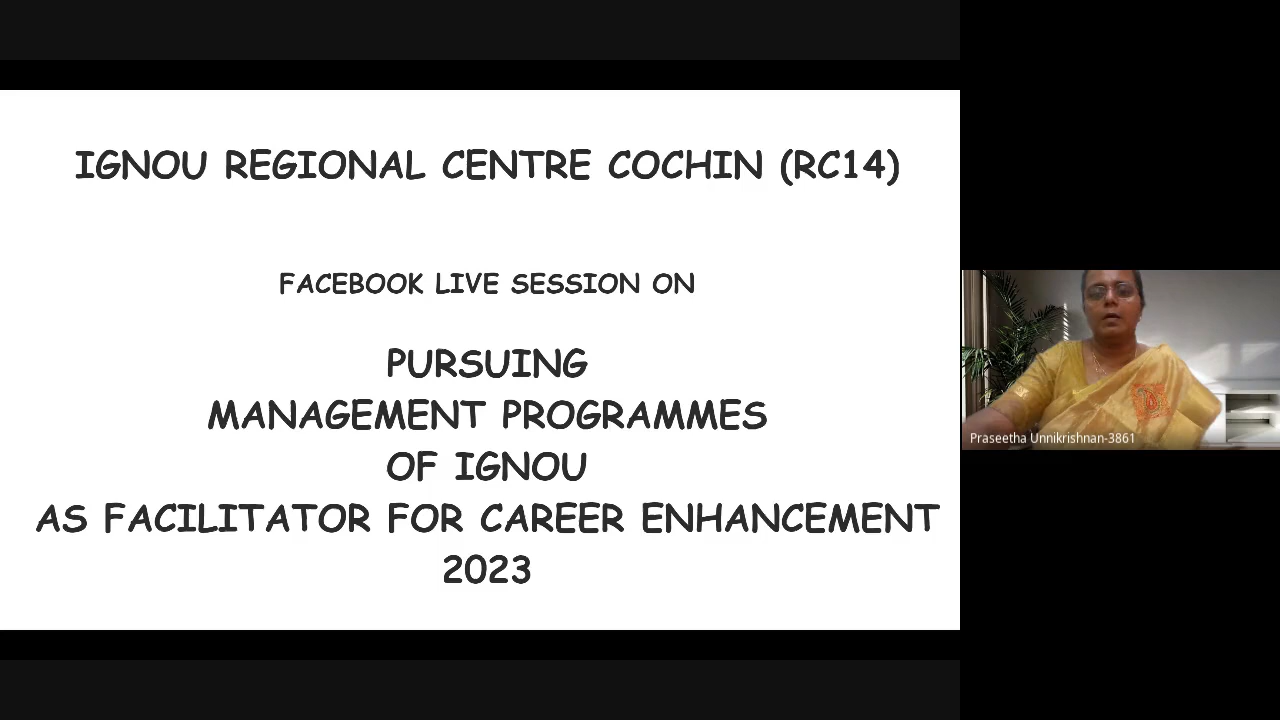 IGNOU REGIONAL CENTRE COCHIN (RC14)
FACEBOOK LIVE SESSION ON
PURSUING
MANAGEMENT PROGRAMMES
OF IGNOU
AS FACILITATOR FOR CAREER ENHANCEMENT
2023
Praseetha Unnikrishnan-3861